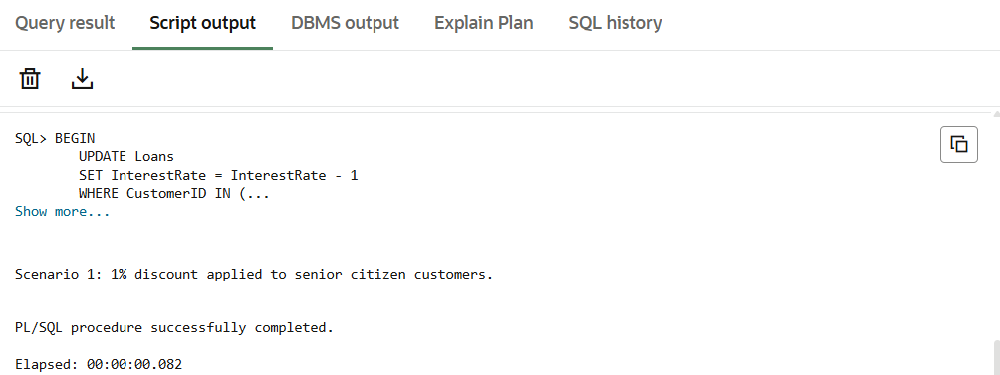 Query result Script output DBMS output Explain Plan SQL history
SQL> BEGIN
UPDATE Loans
SET InterestRate = InterestRate - 1
WHERE CustomerID IN (...
Show more...
Scenario 1: 1% discount applied to senior citizen customers.
PL/SQL procedure successfully completed.
Elapsed: 00:00:00.082